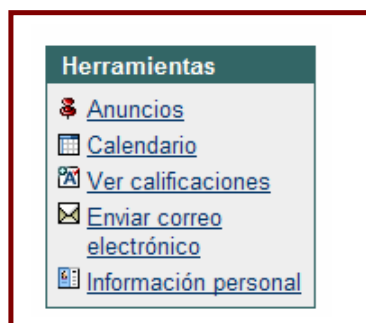 Herramientas
Anuncios
Calendario
Ver calificaciones
Enviar correo
electrónico
Información personal